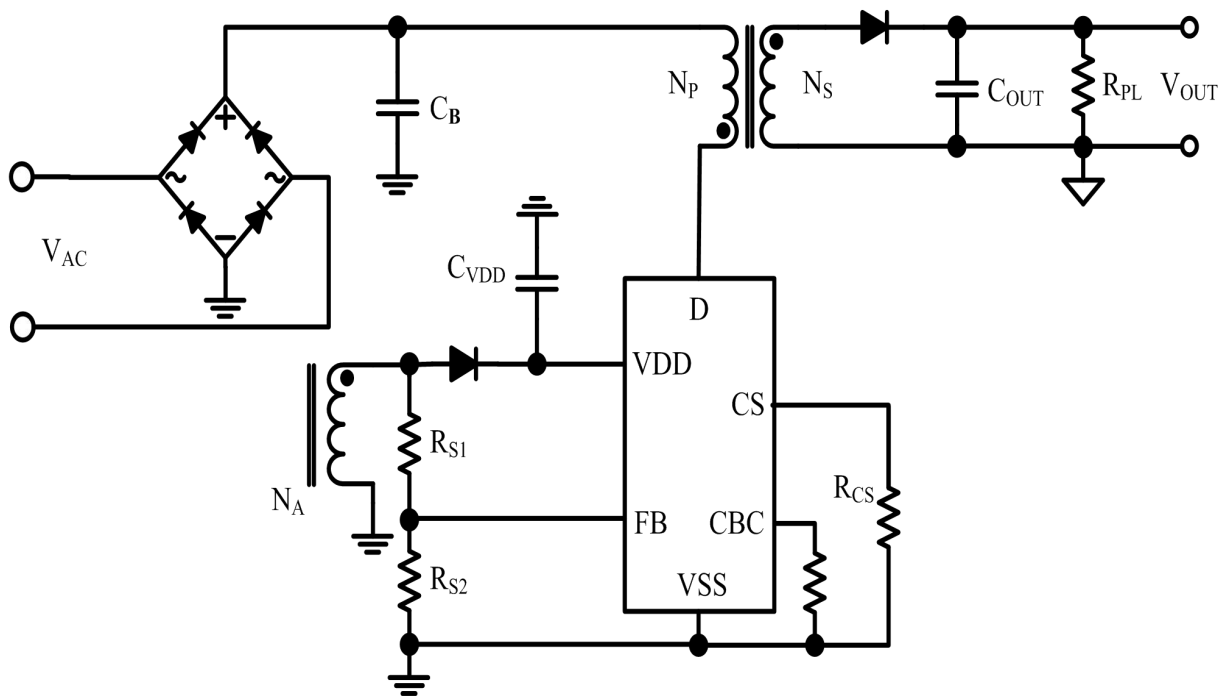 C_B
N_P
N_S
C_OUT
R_PL
V_OUT
+
~
~
−
V_AC
C_VDD
D
VDD
CS
R_S1
R_CS
N_A
FB
CBC
R_S2
VSS